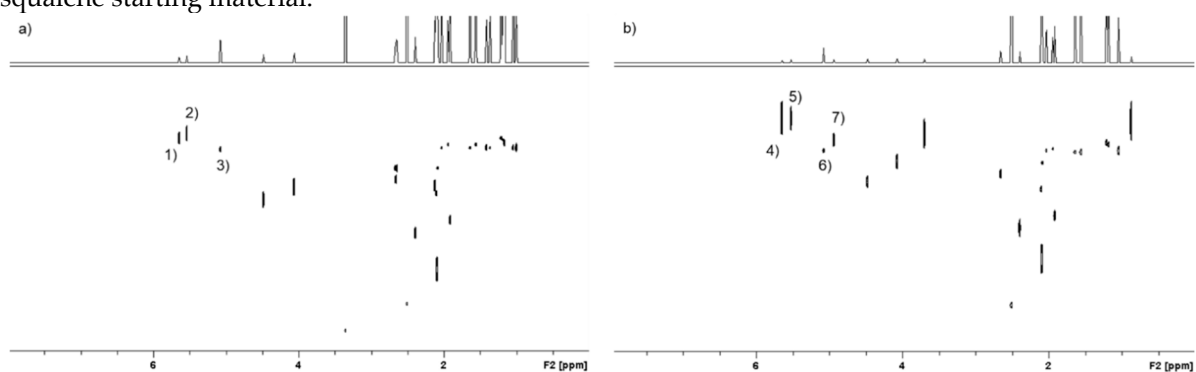 squalene starting material.
a)
b)
2)
1)
3)
5)
7)
4)
6)
6 4 2 F2 [ppm]
6 4 2 F2 [ppm]